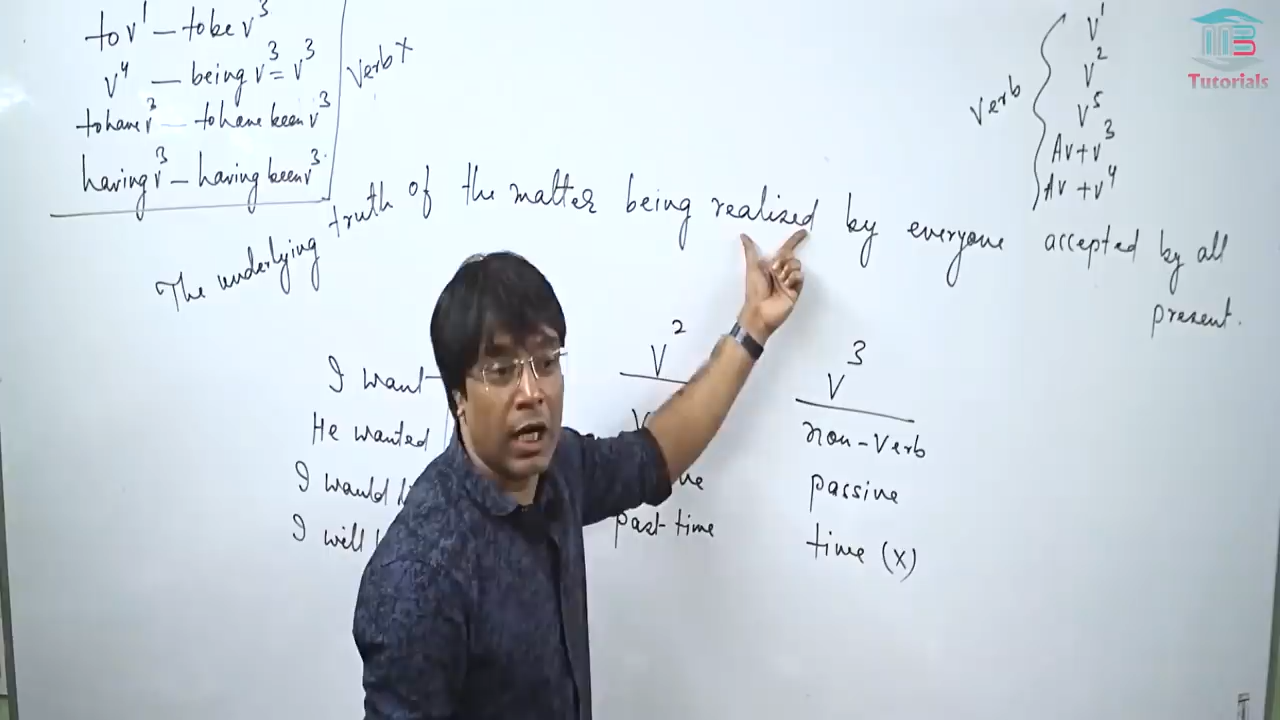 to v¹ – to be v³
v⁴ – being v³ = v³
to have v³ – to have been v³
having v³ – having been v³
verb x
verb
v¹
v²
v⁵
Av + v³
Av + v⁴
MB
Tutorials
The underlying truth of the matter being realized by everyone accepted by all
present.
I want
He wanted
I would
I will
v²
past time
v³
non-verb
passive
time (x)